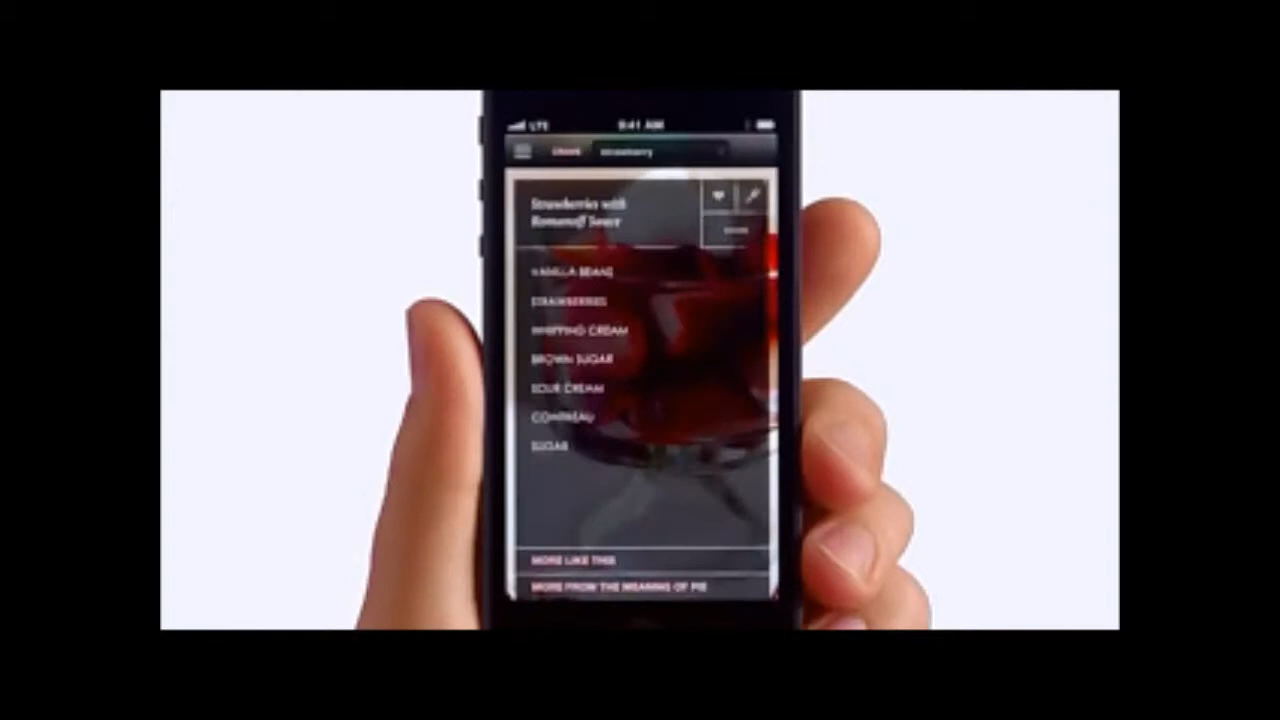 LTE 9:41 AM
strawberry
Strawberries with
Romanoff Sauce
VANILLA BEANS
STRAWBERRIES
WHIPPING CREAM
BROWN SUGAR
SOUR CREAM
COINTREAU
SUGAR
MORE LIKE THIS
MORE FROM THE MEANING OF PIE